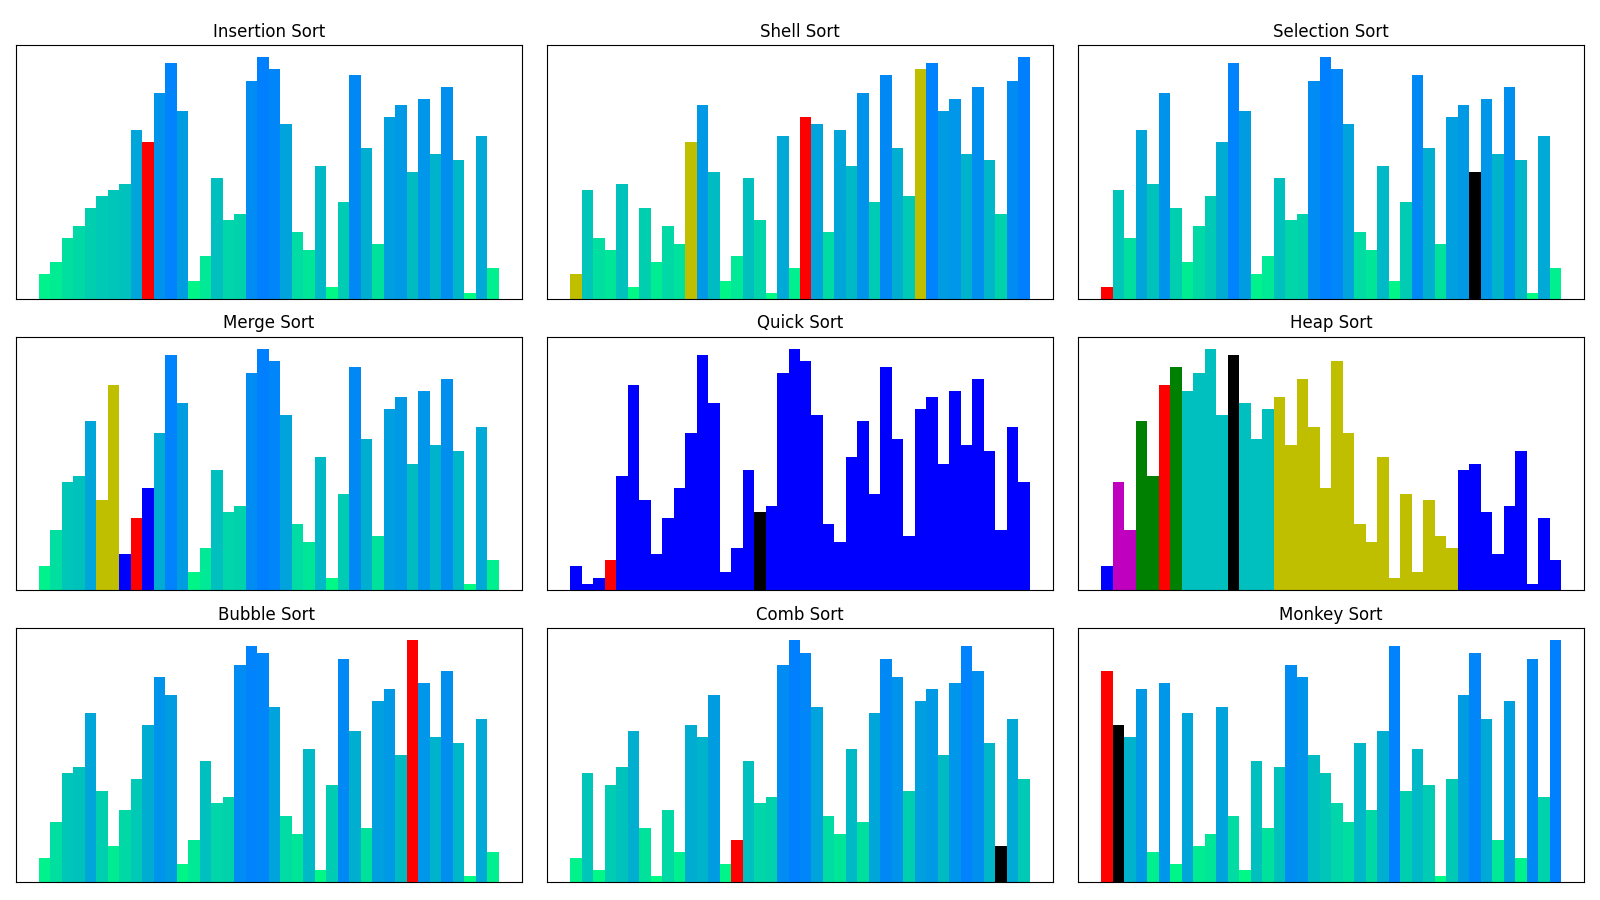 Insertion Sort
Shell Sort
Selection Sort
Merge Sort
Quick Sort
Heap Sort
Bubble Sort
Comb Sort
Monkey Sort